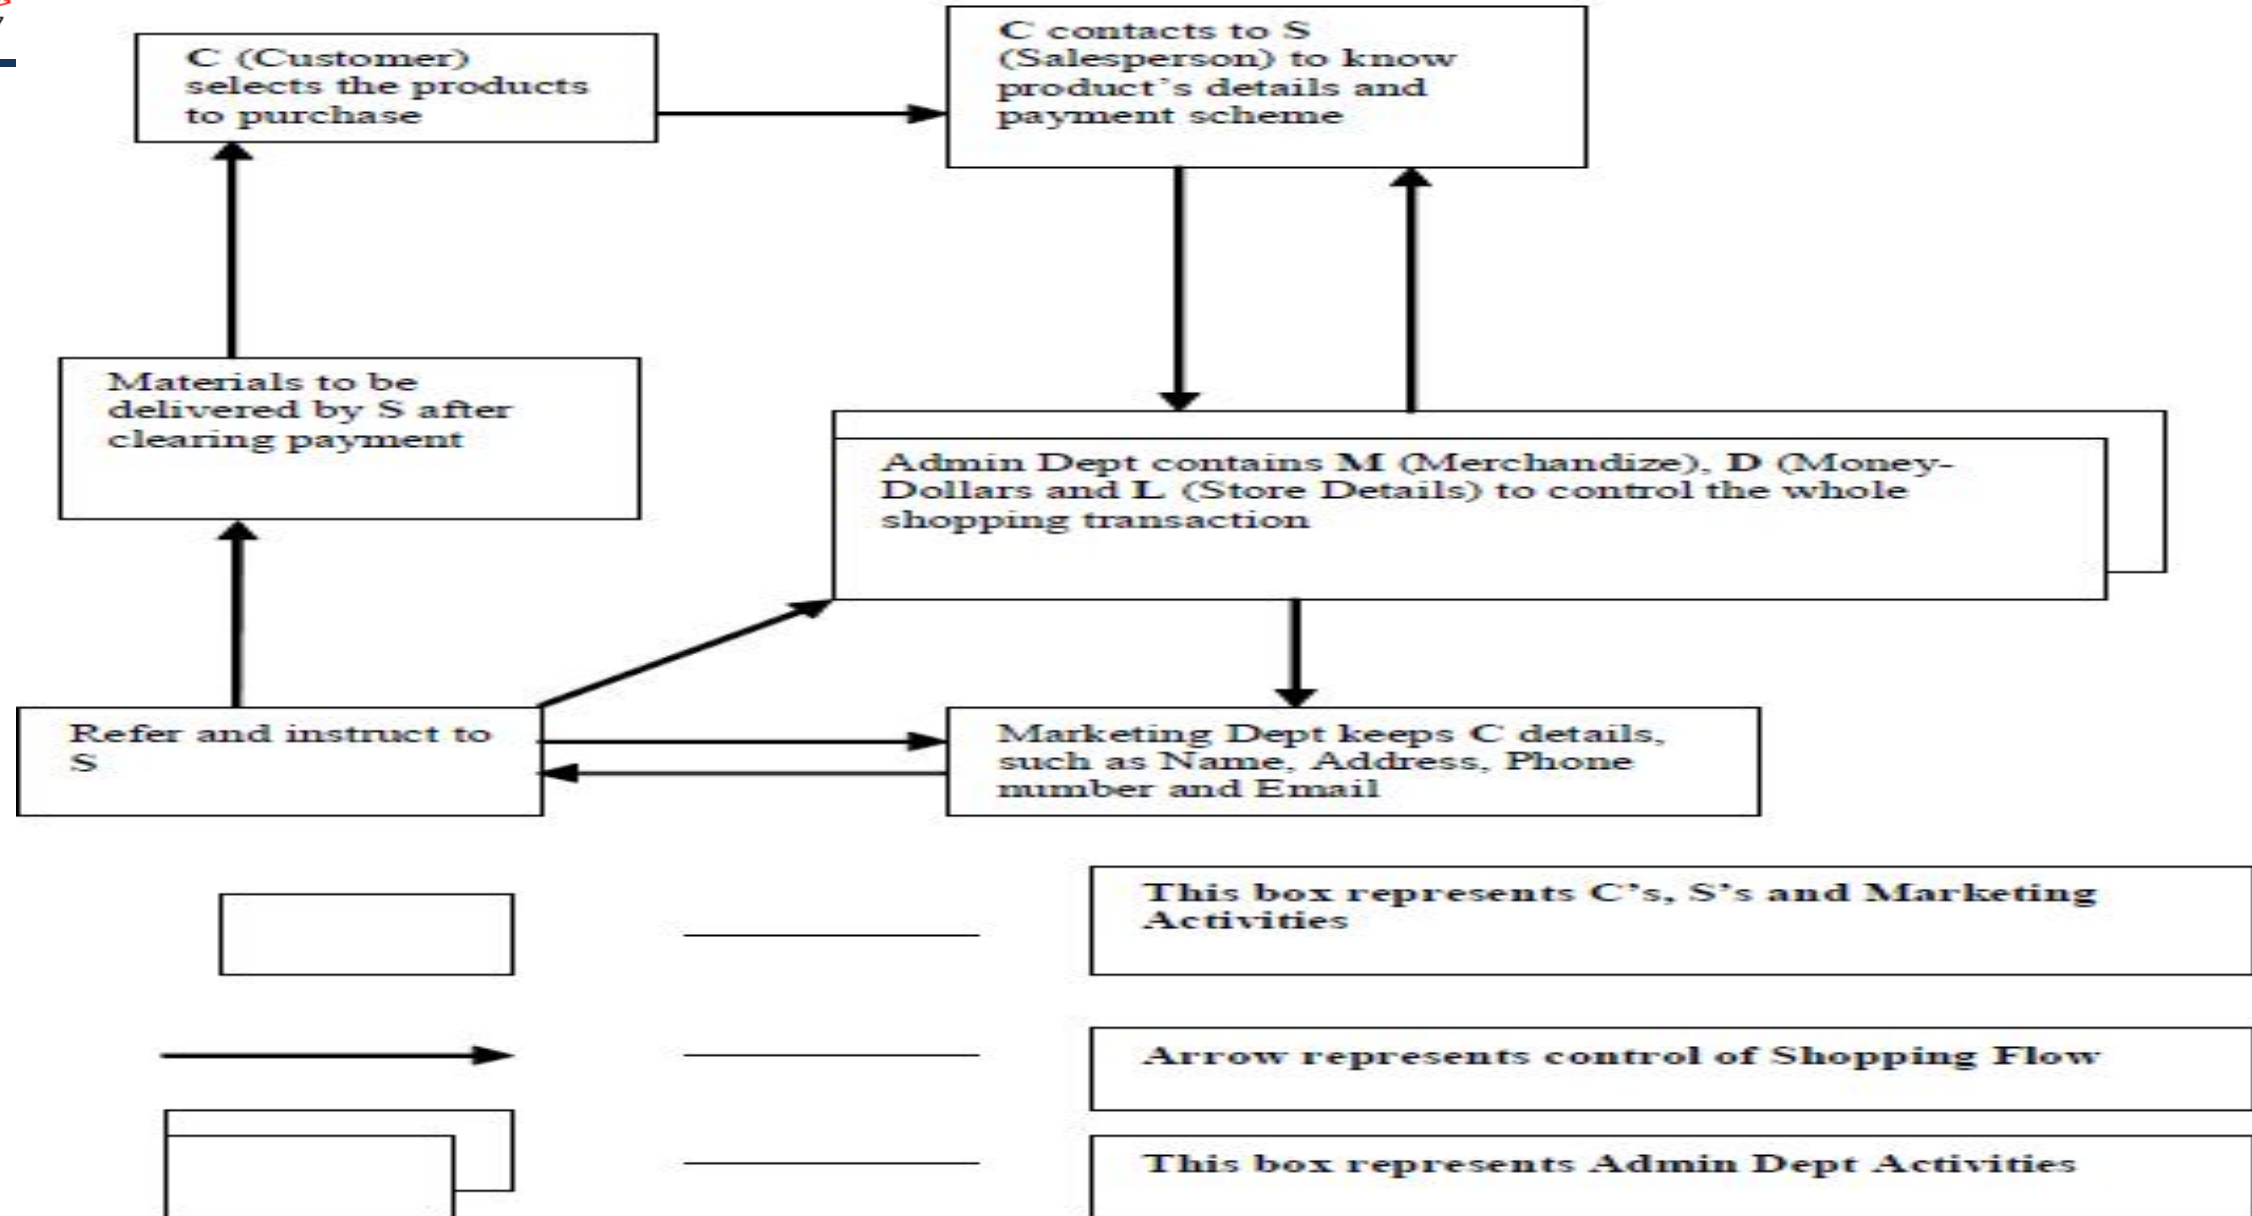 C (Customer)
selects the products
to purchase
C contacts to S
(Salesperson) to know
product's details and
payment scheme
Materials to be
delivered by S after
clearing payment
Admin Dept contains M (Merchandize), D (Money-
Dollars and L (Store Details) to control the whole
shopping transaction
Refer and instruct to
S
Marketing Dept keeps C details,
such as Name, Address, Phone
number and Email
This box represents C's, S's and Marketing
Activities
Arrow represents control of Shopping Flow
This box represents Admin Dept Activities